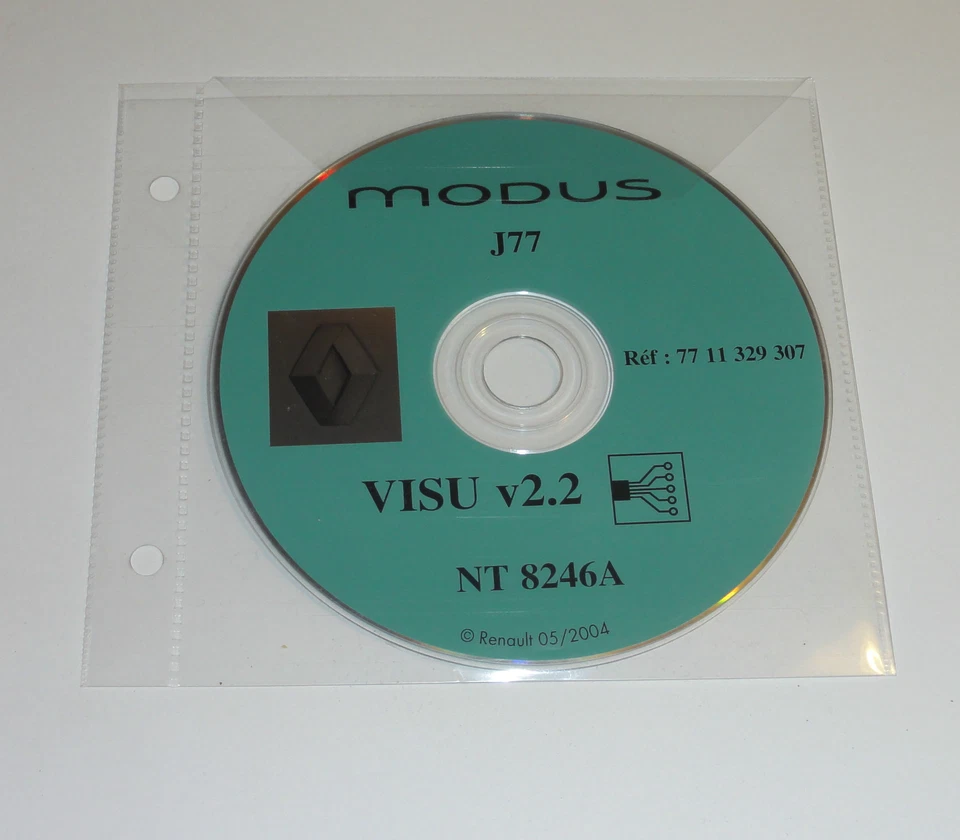 MODUS
J77
Réf : 77 11 329 307
VISU v2.2
NT 8246A
© Renault 05/2004